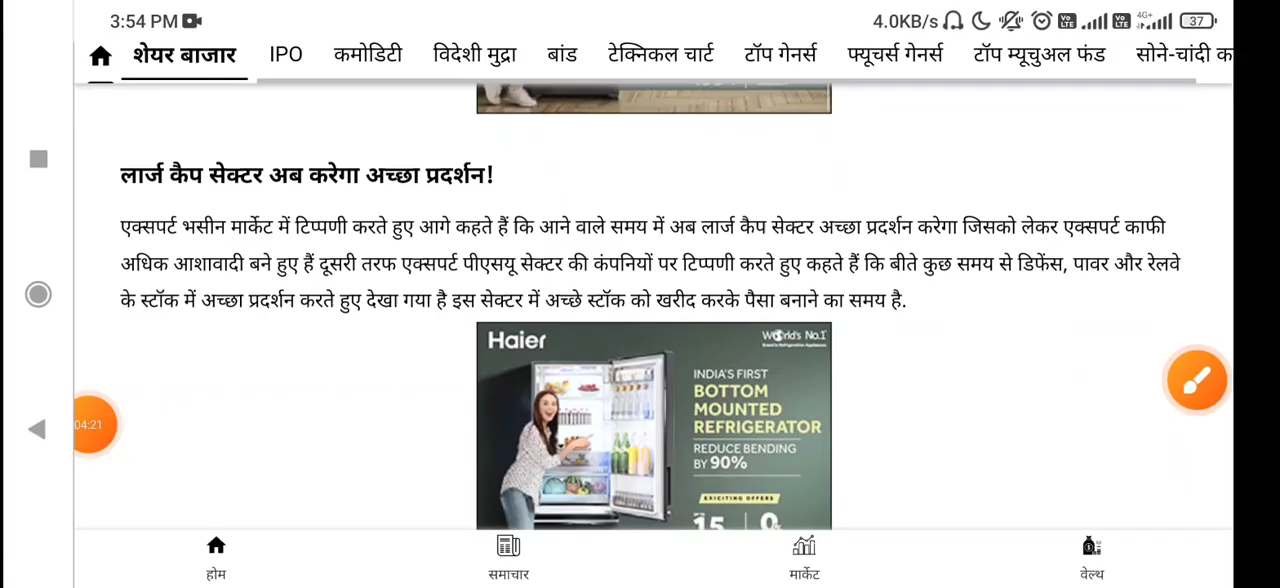 3:54 PM
4.0KB/s
4G+
37
शेयर बाजार IPO कमोडिटी विदेशी मुद्रा बांड टेक्निकल चार्ट टॉप गेनर्स फ्यूचर्स गेनर्स टॉप म्यूचुअल फंड सोने-चांदी क
लार्ज कैप सेक्टर अब करेगा अच्छा प्रदर्शन!
एक्सपर्ट भसीन मार्केट में टिप्पणी करते हुए आगे कहते हैं कि आने वाले समय में अब लार्ज कैप सेक्टर अच्छा प्रदर्शन करेगा जिसको लेकर एक्सपर्ट काफी
अधिक आशावादी बने हुए हैं दूसरी तरफ एक्सपर्ट पीएसयू सेक्टर की कंपनियों पर टिप्पणी करते हुए कहते हैं कि बीते कुछ समय से डिफेंस, पावर और रेलवे
के स्टॉक में अच्छा प्रदर्शन करते हुए देखा गया है इस सेक्टर में अच्छे स्टॉक को खरीद करके पैसा बनाने का समय है.
Haier
World's No.1
INDIA'S FIRST
BOTTOM
MOUNTED
REFRIGERATOR
REDUCE BENDING
BY 90%
EXICITING OFFERS
15
04:21
होम समाचार मार्केट वेल्थ